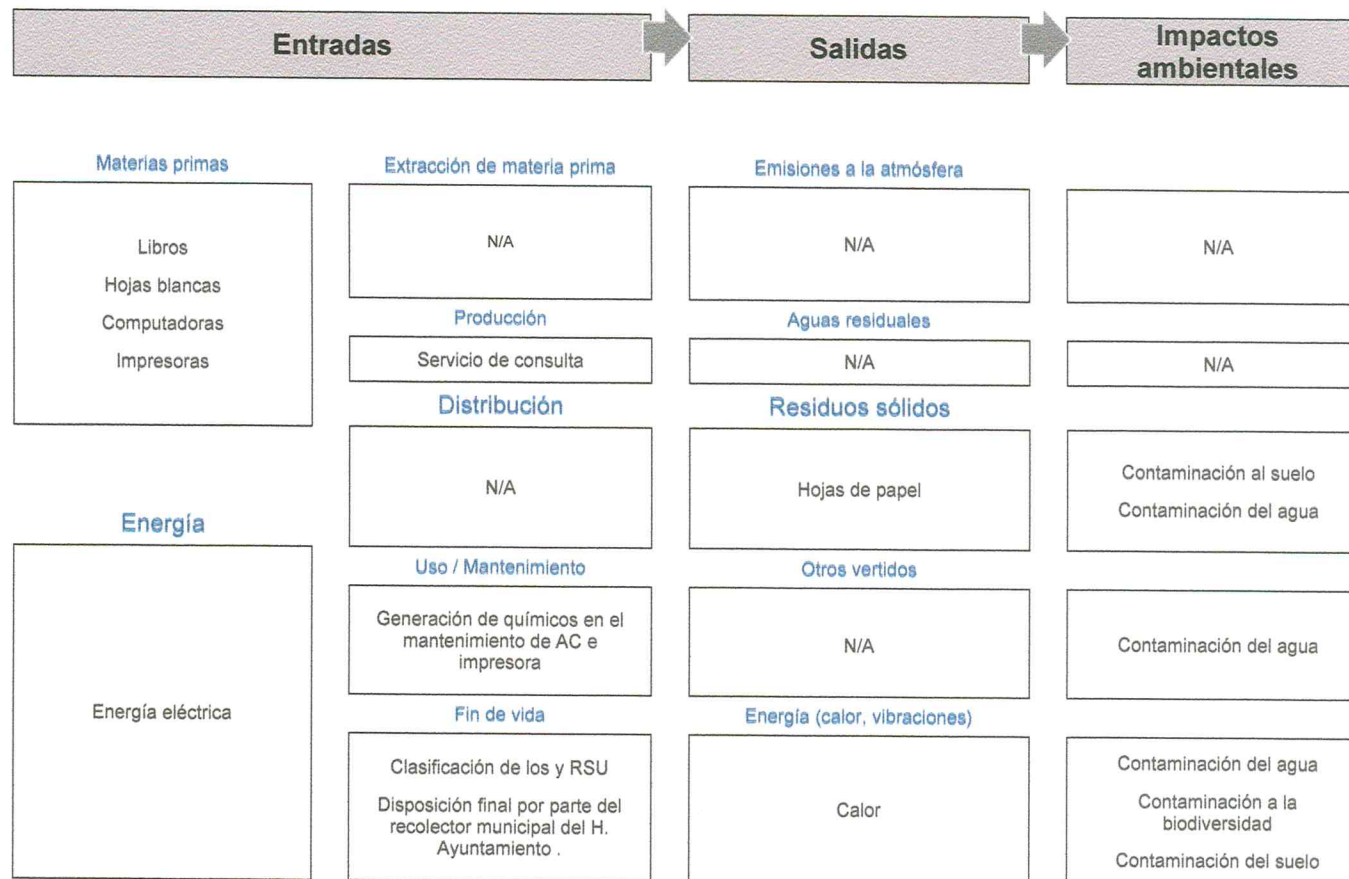 Entradas
Salidas
Impactos
ambientales
Materias primas
Libros
Hojas blancas
Computadoras
Impresoras
Energía
Energía eléctrica
Extracción de materia prima
N/A
Producción
Servicio de consulta
Distribución
N/A
Uso / Mantenimiento
Generación de químicos en el
mantenimiento de AC e
impresora
Fin de vida
Clasificación de los y RSU
Disposición final por parte del
recolector municipal del H.
Ayuntamiento .
Emisiones a la atmósfera
N/A
Aguas residuales
N/A
Residuos sólidos
Hojas de papel
Otros vertidos
N/A
Energía (calor, vibraciones)
Calor
N/A
N/A
Contaminación al suelo
Contaminación del agua
Contaminación del agua
Contaminación del agua
Contaminación a la
biodiversidad
Contaminación del suelo